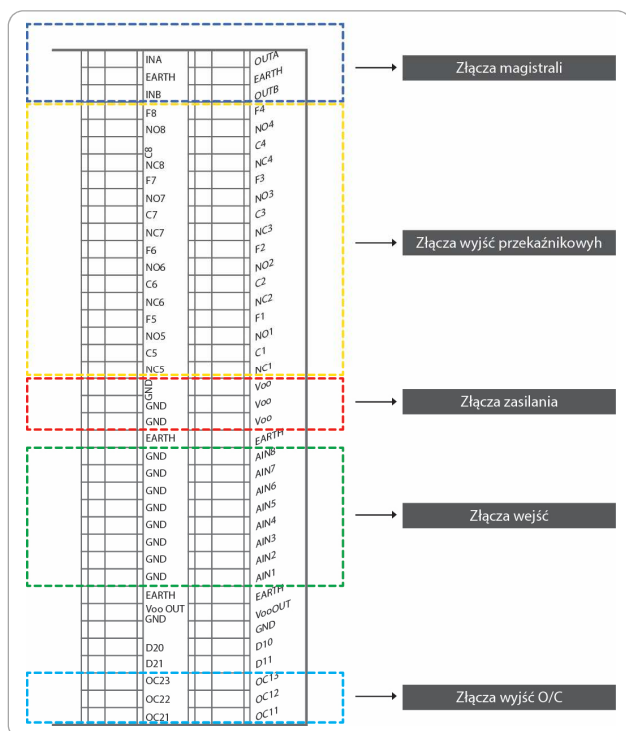 INA OUTA
EARTH EARTH
INB OUTB
F8 F4
NO8 NO4
C8 C4
NC8 NC4
F7 F3
NO7 NO3
C7 C3
NC7 NC3
F6 F2
NO6 NO2
C6 C2
NC6 NC2
F5 F1
NO5 NO1
C5 C1
NC5 NC1
GND Voo
GND Voo
GND Voo
EARTH EARTH
GND AIN8
GND AIN7
GND AIN6
GND AIN5
GND AIN4
GND AIN3
GND AIN2
GND AIN1
EARTH EARTH
Voo OUT VooOUT
GND GND
D20 D10
D21 D11
OC23 OC13
OC22 OC12
OC21 OC11
Złącza magistrali
Złącza wyjść przekaźnikowyh
Złącza zasilania
Złącza wejść
Złącza wyjść O/C